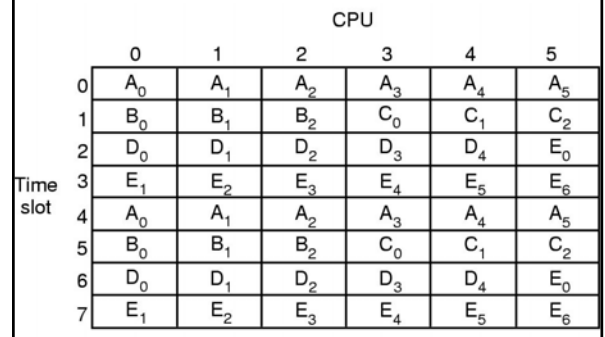 CPU
0 1 2 3 4 5
0 A₀ A₁ A₂ A₃ A₄ A₅
1 B₀ B₁ B₂ C₀ C₁ C₂
2 D₀ D₁ D₂ D₃ D₄ E₀
Time slot 3 E₁ E₂ E₃ E₄ E₅ E₆
4 A₀ A₁ A₂ A₃ A₄ A₅
5 B₀ B₁ B₂ C₀ C₁ C₂
6 D₀ D₁ D₂ D₃ D₄ E₀
7 E₁ E₂ E₃ E₄ E₅ E₆